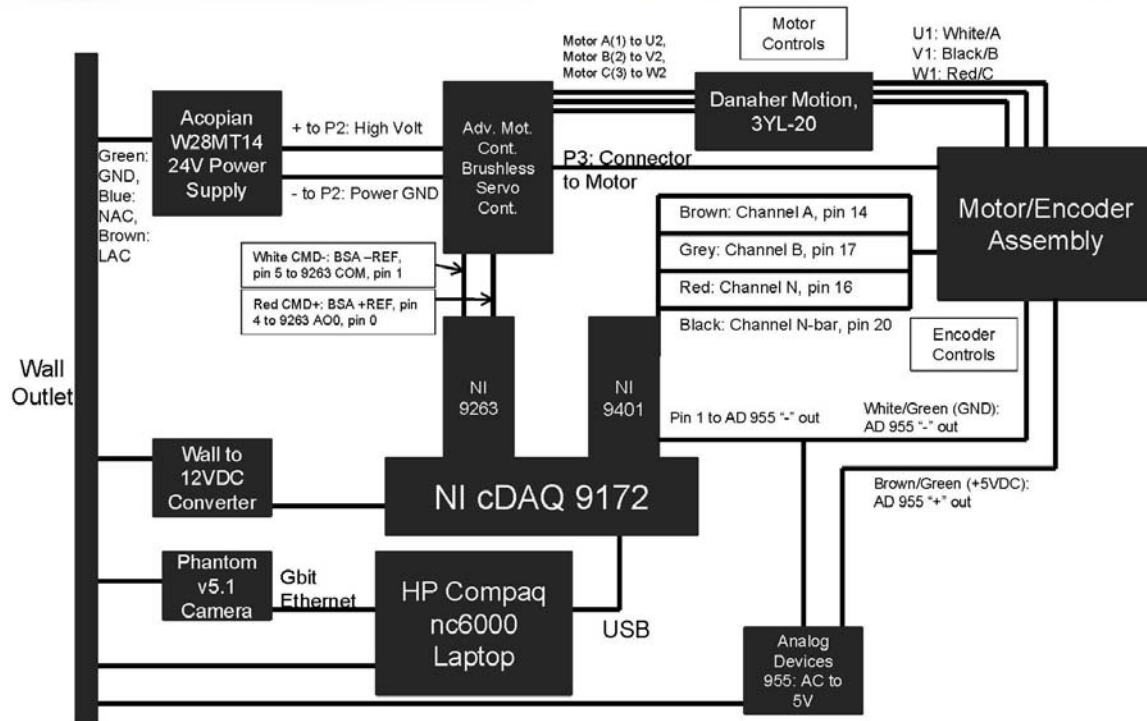 Motor A(1) to U2,
Motor B(2) to V2,
Motor C(3) to W2
Motor
Controls
U1: White/A
V1: Black/B
W1: Red/C
Acopian
W28MT14
24V Power
Supply
+ to P2: High Volt
- to P2: Power GND
Adv. Mot.
Cont.
Brushless
Servo
Cont.
Danaher Motion,
3YL-20
P3: Connector
to Motor
Green:
GND,
Blue:
NAC,
Brown:
LAC
Motor/Encoder
Assembly
Brown: Channel A, pin 14
Grey: Channel B, pin 17
Red: Channel N, pin 16
Black: Channel N-bar, pin 20
White CMD-: BSA –REF,
pin 5 to 9263 COM, pin 1
Red CMD+: BSA +REF, pin
4 to 9263 AO0, pin 0
Encoder
Controls
Wall
Outlet
NI
9263
NI
9401
Pin 1 to AD 955 “-” out
White/Green (GND):
AD 955 “-” out
Brown/Green (+5VDC):
AD 955 “+” out
Wall to
12VDC
Converter
NI cDAQ 9172
Phantom
v5.1
Camera
Gbit
Ethernet
HP Compaq
nc6000
Laptop
USB
Analog
Devices
955: AC to
5V